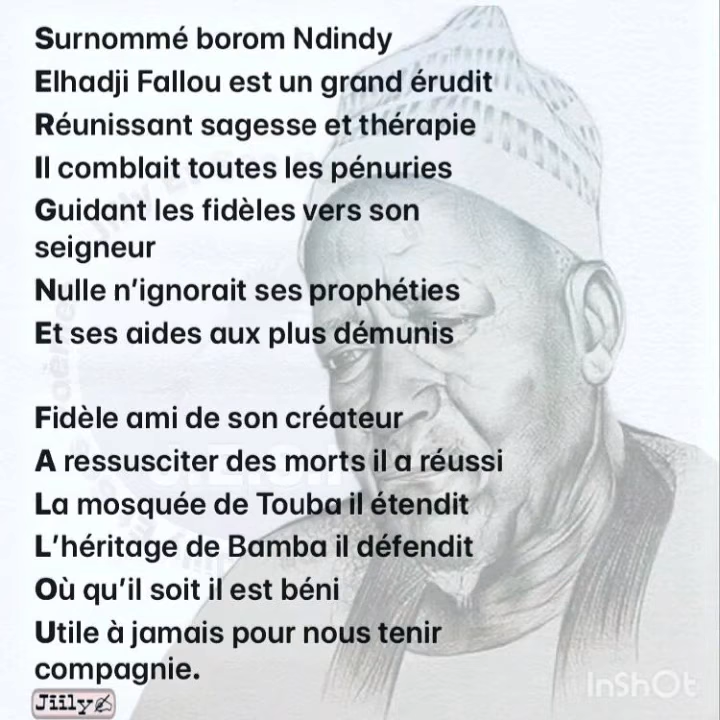 Surnommé borom Ndindy
Elhadji Fallou est un grand érudit
Réunissant sagesse et thérapie
Il comblait toutes les pénuries
Guidant les fidèles vers son
seigneur
Nulle n'ignorait ses prophéties
Et ses aides aux plus démunis
Fidèle ami de son créateur
A ressusciter des morts il a réussi
La mosquée de Touba il étendit
L'héritage de Bamba il défendit
Où qu'il soit il est béni
Utile à jamais pour nous tenir
compagnie.
Jiily✍
InShOt